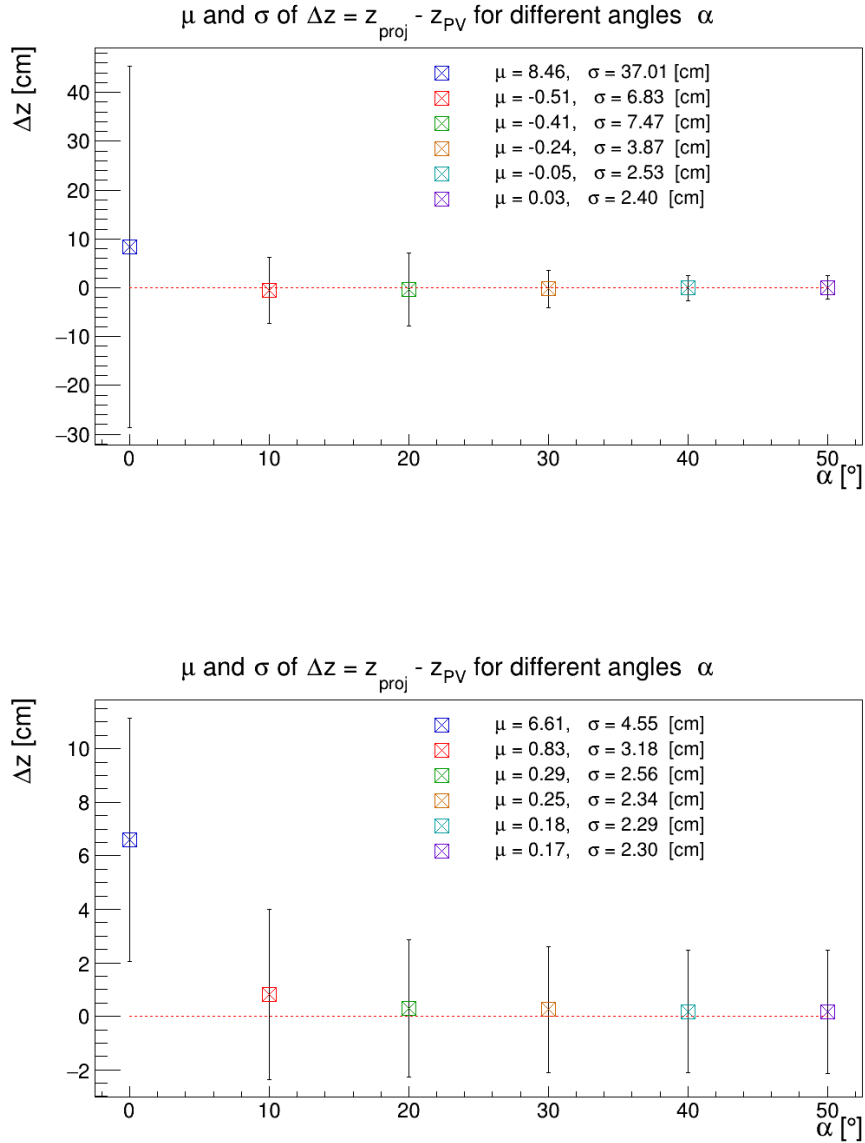 μ and σ of Δz = z_proj - z_PV for different angles α
Δz [cm]
μ = 8.46, σ = 37.01 [cm]
μ = -0.51, σ = 6.83 [cm]
μ = -0.41, σ = 7.47 [cm]
μ = -0.24, σ = 3.87 [cm]
μ = -0.05, σ = 2.53 [cm]
μ = 0.03, σ = 2.40 [cm]
40
30
20
10
0
−10
−20
−30
0 10 20 30 40 50
α [°]
μ and σ of Δz = z_proj - z_PV for different angles α
Δz [cm]
μ = 6.61, σ = 4.55 [cm]
μ = 0.83, σ = 3.18 [cm]
μ = 0.29, σ = 2.56 [cm]
μ = 0.25, σ = 2.34 [cm]
μ = 0.18, σ = 2.29 [cm]
μ = 0.17, σ = 2.30 [cm]
10
8
6
4
2
0
−2
0 10 20 30 40 50
α [°]